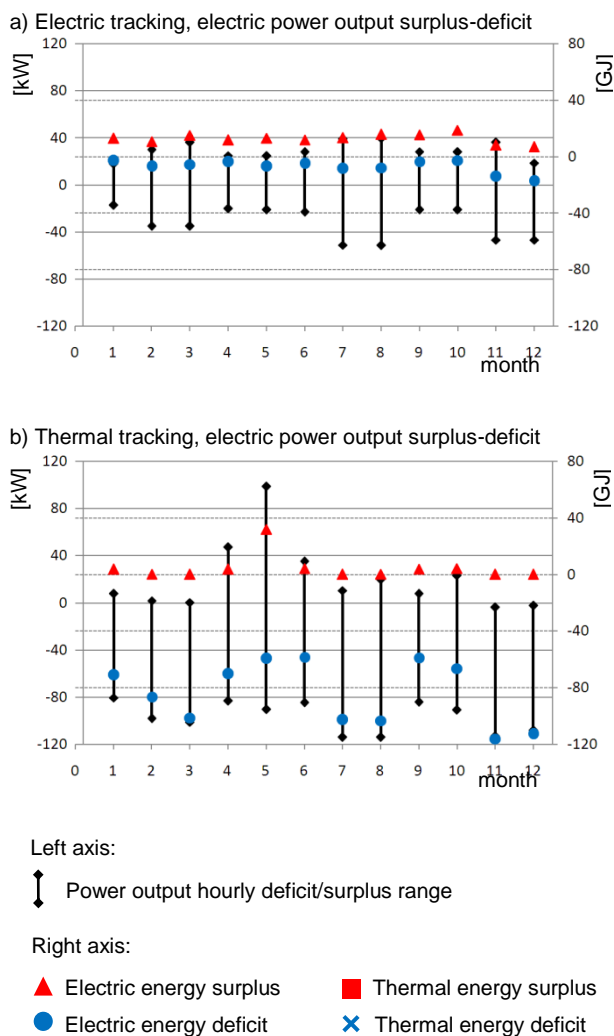 a) Electric tracking, electric power output surplus-deficit
[kW]
[GJ]
120
80
80
40
40
0
0
-40
-40
-80
-80
-120
-120
0 1 2 3 4 5 6 7 8 9 10 11 12
month
b) Thermal tracking, electric power output surplus-deficit
[kW]
[GJ]
120
80
80
40
40
0
0
-40
-40
-80
-80
-120
-120
0 1 2 3 4 5 6 7 8 9 10 11 12
month
Left axis:
Power output hourly deficit/surplus range
Right axis:
Electric energy surplus
Thermal energy surplus
Electric energy deficit
Thermal energy deficit